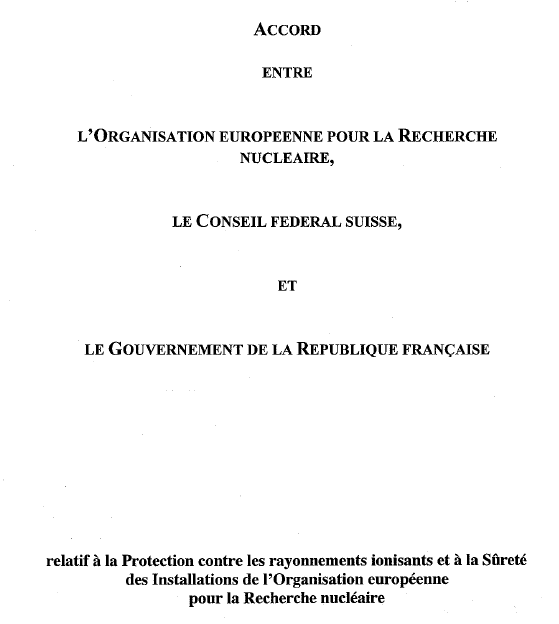 ACCORD
ENTRE
L'ORGANISATION EUROPEENNE POUR LA RECHERCHE
NUCLEAIRE,
LE CONSEIL FEDERAL SUISSE,
ET
LE GOUVERNEMENT DE LA REPUBLIQUE FRANÇAISE
relatif à la Protection contre les rayonnements ionisants et à la Sûreté
des Installations de l'Organisation européenne
pour la Recherche nucléaire